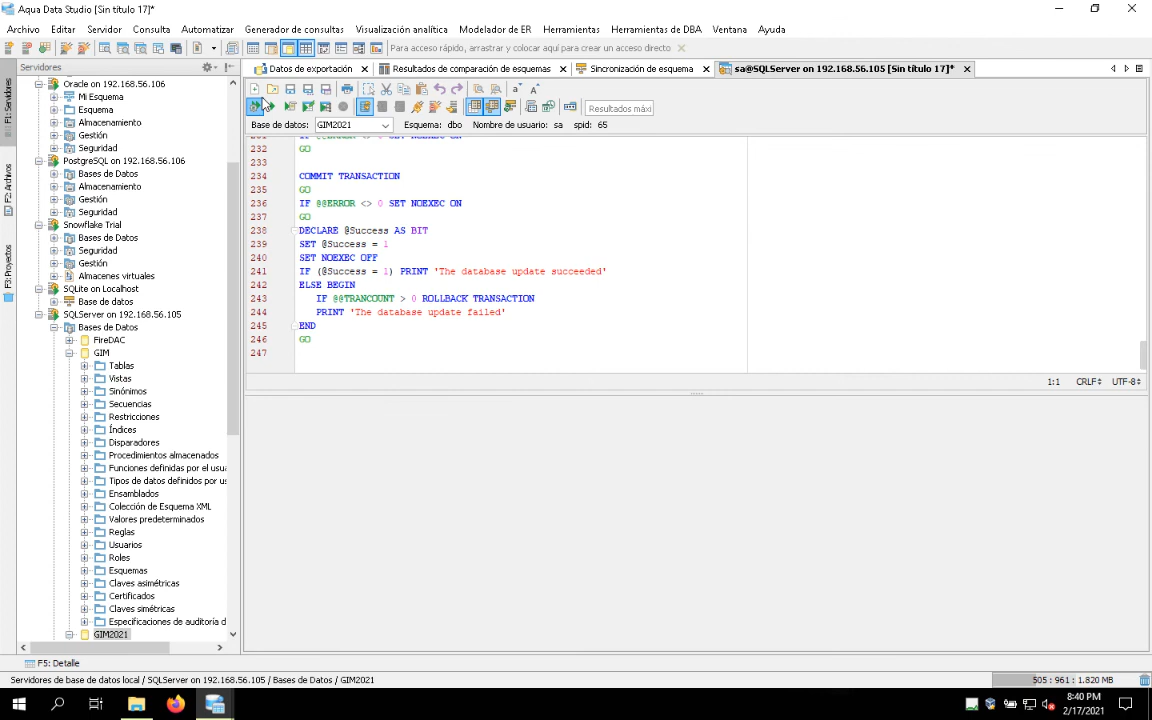 Aqua Data Studio [Sin título 17]*
Archivo Editar Servidor Consulta Automatizar Generador de consultas Visualización analítica Modelador de ER Herramientas Herramientas de DBA Ventana Ayuda
Para acceso rápido, arrastrar y colocar aquí para crear un acceso directo
Servidores
Datos de exportación
Resultados de comparación de esquemas
Sincronización de esquema
sa@SQLServer on 192.168.56.105 [Sin título 17]*
F1: Servidores
F2: Archivos
F3: Proyectos
Resultados máx
Base de datos: GIM2021 Esquema: dbo Nombre de usuario: sa spid: 65
Oracle on 192.168.56.106
Mi Esquema
Esquema
Almacenamiento
Gestión
Seguridad
PostgreSQL on 192.168.56.106
Bases de Datos
Almacenamiento
Gestión
Seguridad
Snowflake Trial
Bases de Datos
Seguridad
Gestión
Almacenes virtuales
SQLite on Localhost
Base de datos
SQLServer on 192.168.56.105
Bases de Datos
FireDAC
GIM
Tablas
Vistas
Sinónimos
Secuencias
Restricciones
Índices
Disparadores
Procedimientos almacenados
Funciones definidas por el usua
Tipos de datos definidos por us
Ensamblados
Colección de Esquema XML
Valores predeterminados
Reglas
Usuarios
Roles
Esquemas
Claves asimétricas
Certificados
Claves simétricas
Especificaciones de auditoría d
GIM2021
232 GO
233
234 COMMIT TRANSACTION
235 GO
236 IF @@ERROR <> 0 SET NOEXEC ON
237 GO
238 DECLARE @Success AS BIT
239 SET @Success = 1
240 SET NOEXEC OFF
241 IF (@Success = 1) PRINT 'The database update succeeded'
242 ELSE BEGIN
243 IF @@TRANCOUNT > 0 ROLLBACK TRANSACTION
244 PRINT 'The database update failed'
245 END
246 GO
247
1:1 CRLF UTF-8
F5: Detalle
Servidores de base de datos local / SQLServer on 192.168.56.105 / Bases de Datos / GIM2021
505 : 961 : 1.820 MB
8:40 PM
2/17/2021